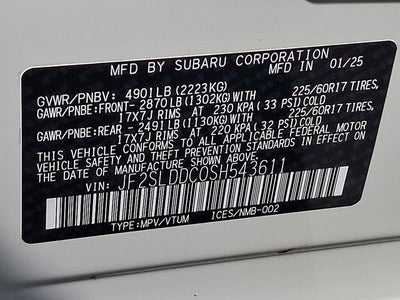 MFD BY SUBARU CORPORATION IN 01/25
GVWR/PNBV: 4901LB(2223KG)
GAWR/PNBE:FRONT- 2870LB(1302KG)WITH 225/60R17 TIRES,
17X7J RIMS AT 230 KPA( 33 PSI)COLD
GAWR/PNBE:REAR - 2491LB(1130KG)WITH 225/60R17 TIRES,
17X7J RIMS AT 220 KPA( 32 PSI)COLD
THIS VEHICLE CONFORMS TO ALL APPLICABLE FEDERAL MOTOR
VEHICLE SAFETY, BUMPER, AND THEFT PREVENTION STANDARDS IN EFFECT ON
THE DATE OF MANUFACTURE SHOWN ABOVE.
VIN: JF2SLDDC0SH543611
TYPE:MPV/VTUM ICES/NMB-002